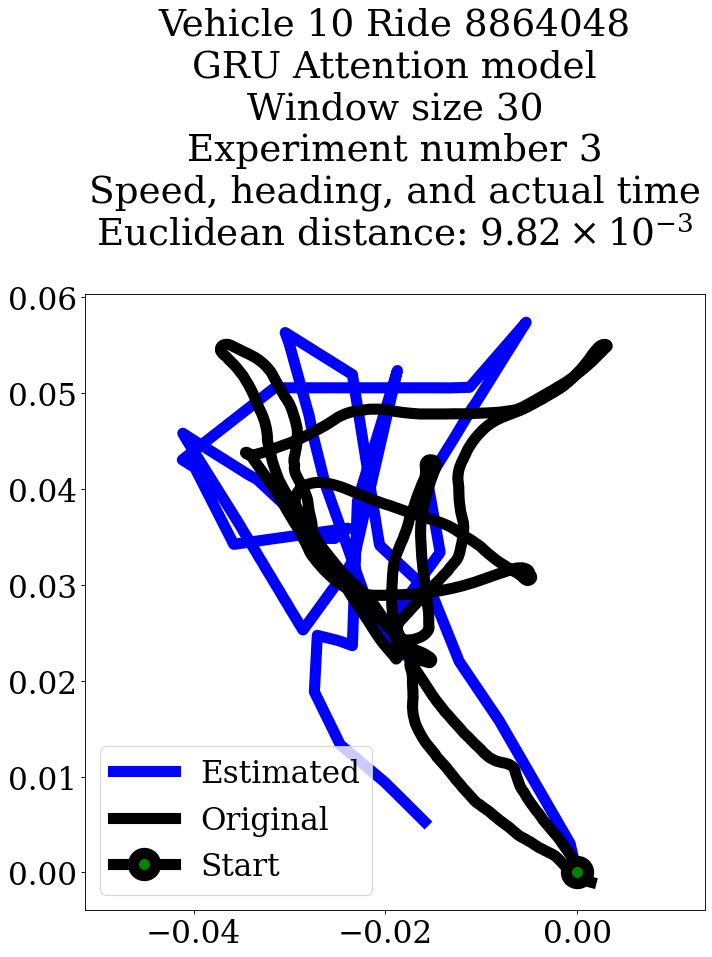 Vehicle 10 Ride 8864048
GRU Attention model
Window size 30
Experiment number 3
Speed, heading, and actual time
Euclidean distance: 9.82 × 10⁻³
0.06
0.05
0.04
0.03
0.02
0.01
0.00
Estimated
Original
Start
−0.04 −0.02 0.00